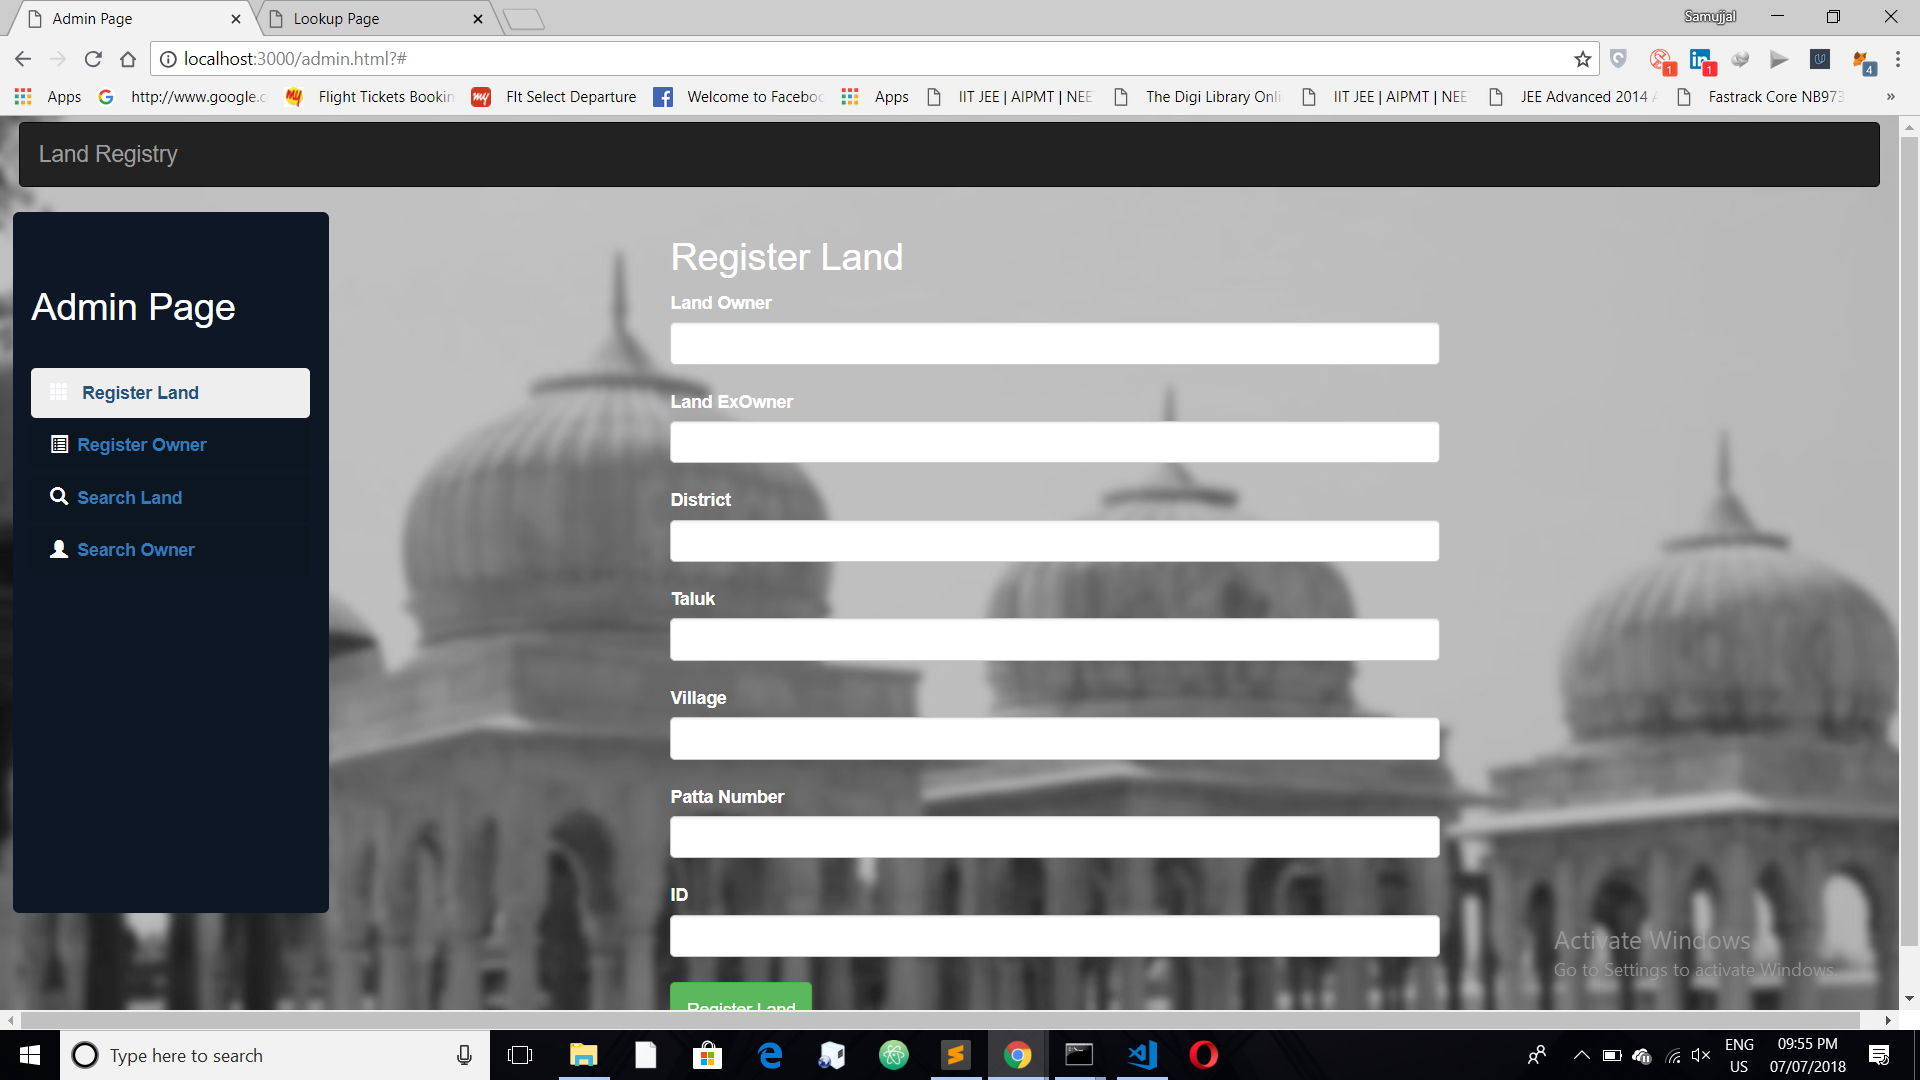 Admin Page
Lookup Page
Samujjal
localhost:3000/admin.html?#
1
1
4
Apps
http://www.google.c
Flight Tickets Bookin
Flt Select Departure
Welcome to Faceboo
Apps
IIT JEE | AIPMT | NEE
The Digi Library Onli
IIT JEE | AIPMT | NEE
JEE Advanced 2014
Fastrack Core NB973
»
Land Registry
Admin Page
Register Land
Register Owner
Search Land
Search Owner
Register Land
Land Owner
Land ExOwner
District
Taluk
Village
Patta Number
ID
Register Land
Activate Windows
Go to Settings to activate Windows.
Type here to search
ENG
US
09:55 PM
07/07/2018